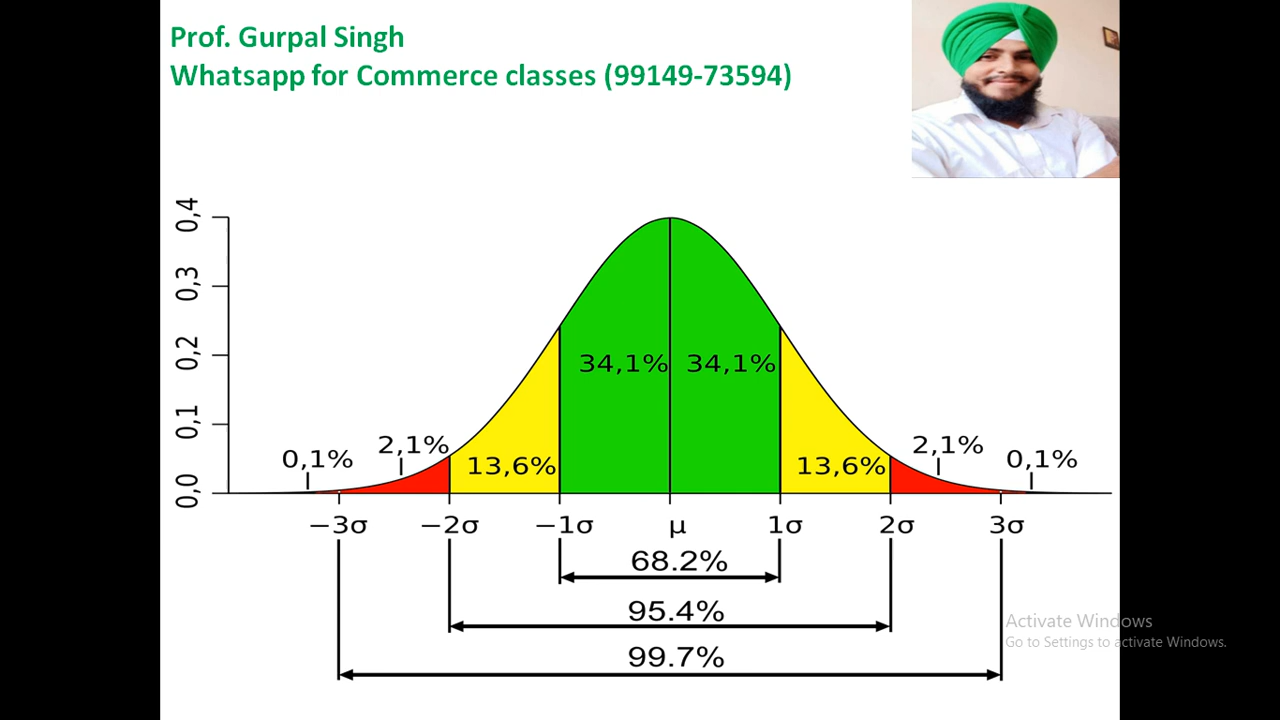 Prof. Gurpal Singh
Whatsapp for Commerce classes (99149-73594)
0,4
0,3
0,2
0,1
0,0
34,1% 34,1%
0,1% 2,1% 13,6% 13,6% 2,1% 0,1%
−3σ −2σ −1σ μ 1σ 2σ 3σ
68.2%
95.4%
99.7%
Activate Windows
Go to Settings to activate Windows.